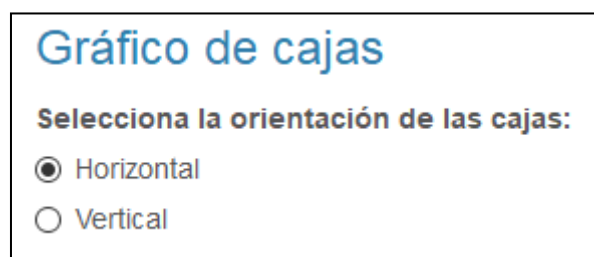 Gráfico de cajas
Selecciona la orientación de las cajas:
Horizontal
Vertical